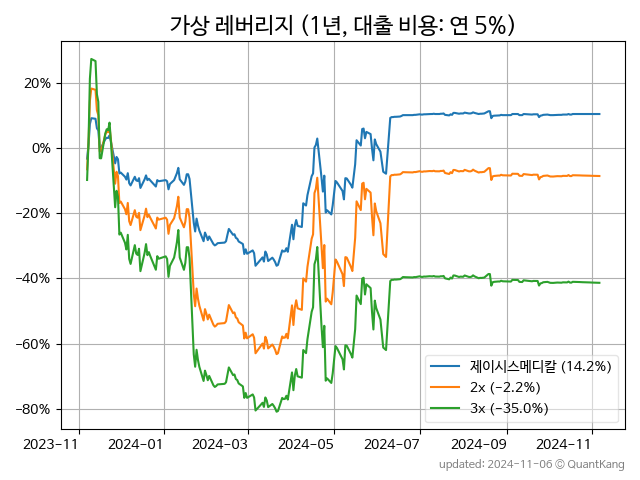 가상 레버리지 (1년, 대출 비용: 연 5%)
20%
0%
−20%
−40%
−60%
−80%
제이시스메디칼 (14.2%)
2x (−2.2%)
3x (−35.0%)
2023-11 2024-01 2024-03 2024-05 2024-07 2024-09 2024-11
updated: 2024-11-06 © QuantKang